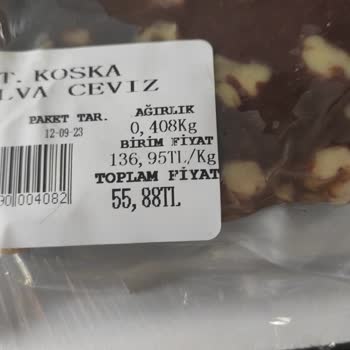 T. KOSKA
LVA CEVIZ
PAKET TAR. AĞIRLIK
12-09-23 0,408Kg
BİRİM FİYAT
136,95TL/Kg
TOPLAM FİYAT
55,88TL
004082